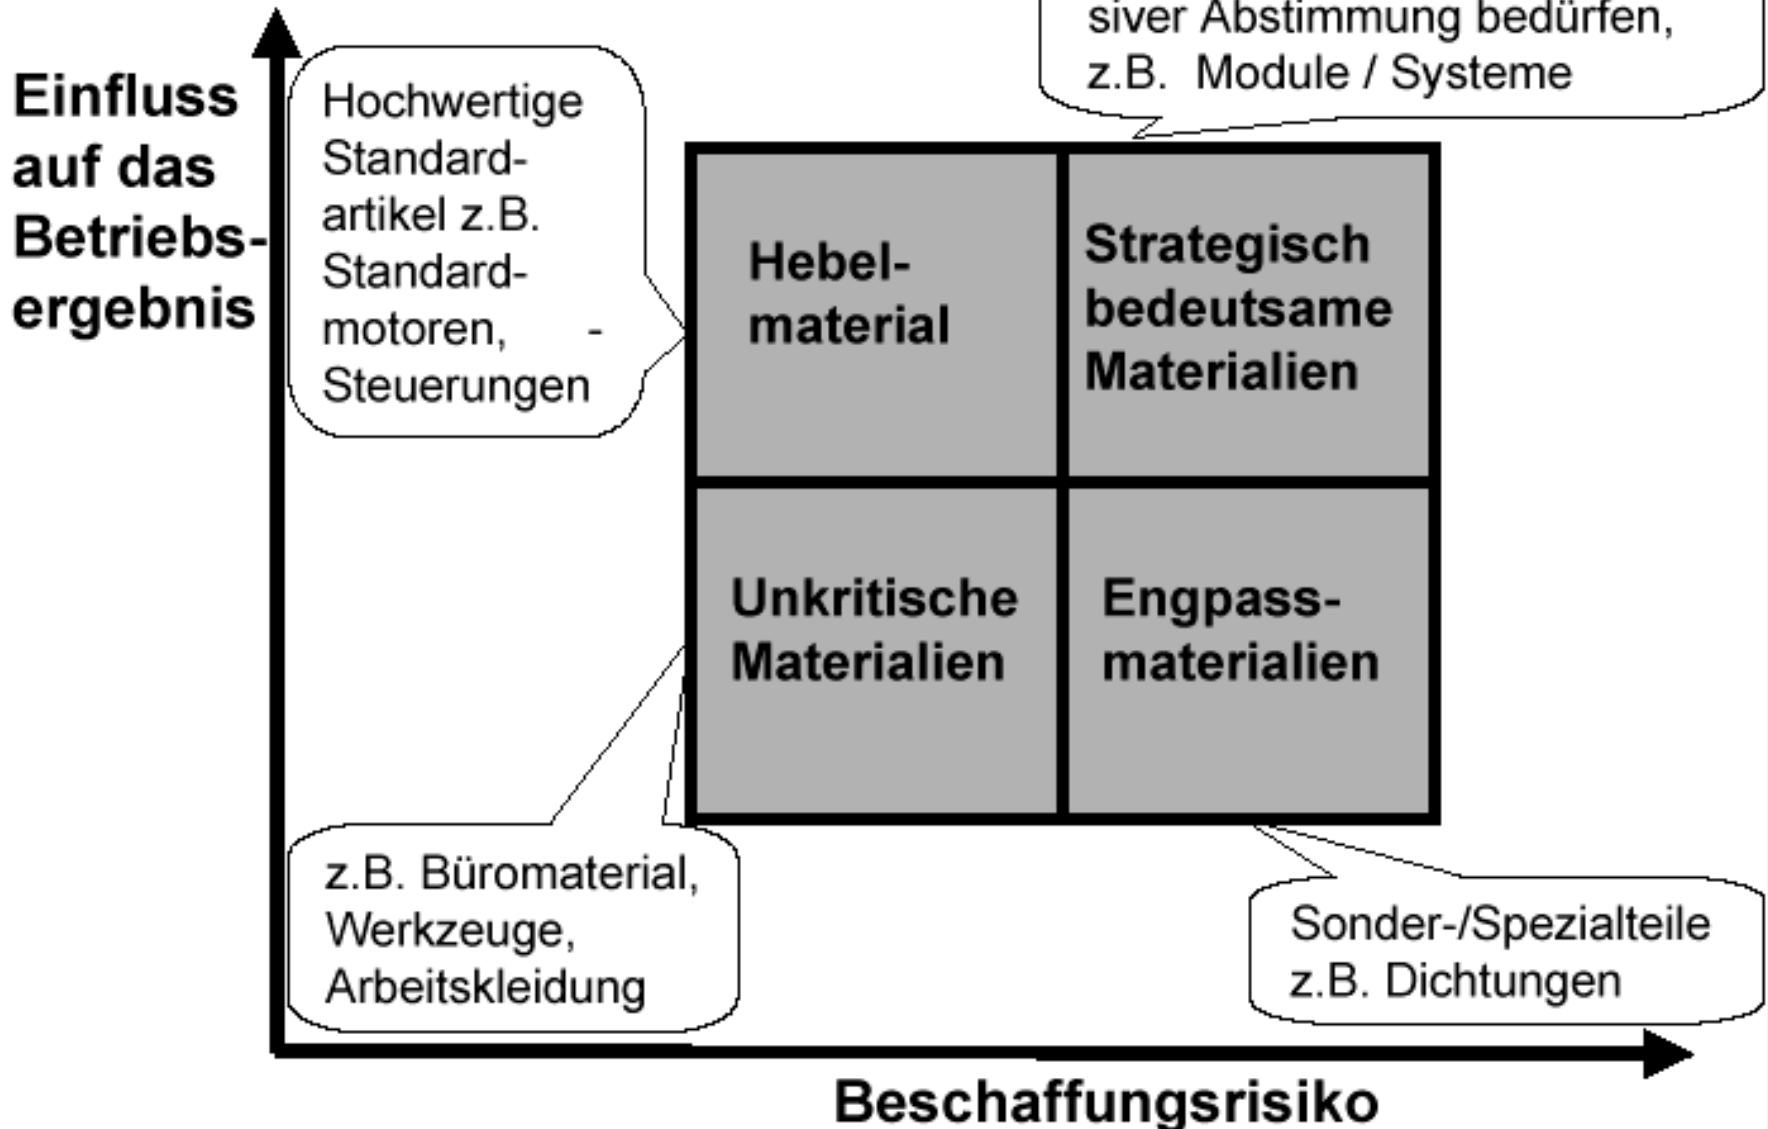 siver Abstimmung bedürfen,
z.B. Module / Systeme
Einfluss
auf das
Betriebs-
ergebnis
Hochwertige
Standard-
artikel z.B.
Standard-
motoren, -
Steuerungen
Hebel-
material
Strategisch
bedeutsame
Materialien
Unkritische
Materialien
Engpass-
materialien
z.B. Büromaterial,
Werkzeuge,
Arbeitskleidung
Sonder-/Spezialteile
z.B. Dichtungen
Beschaffungsrisiko